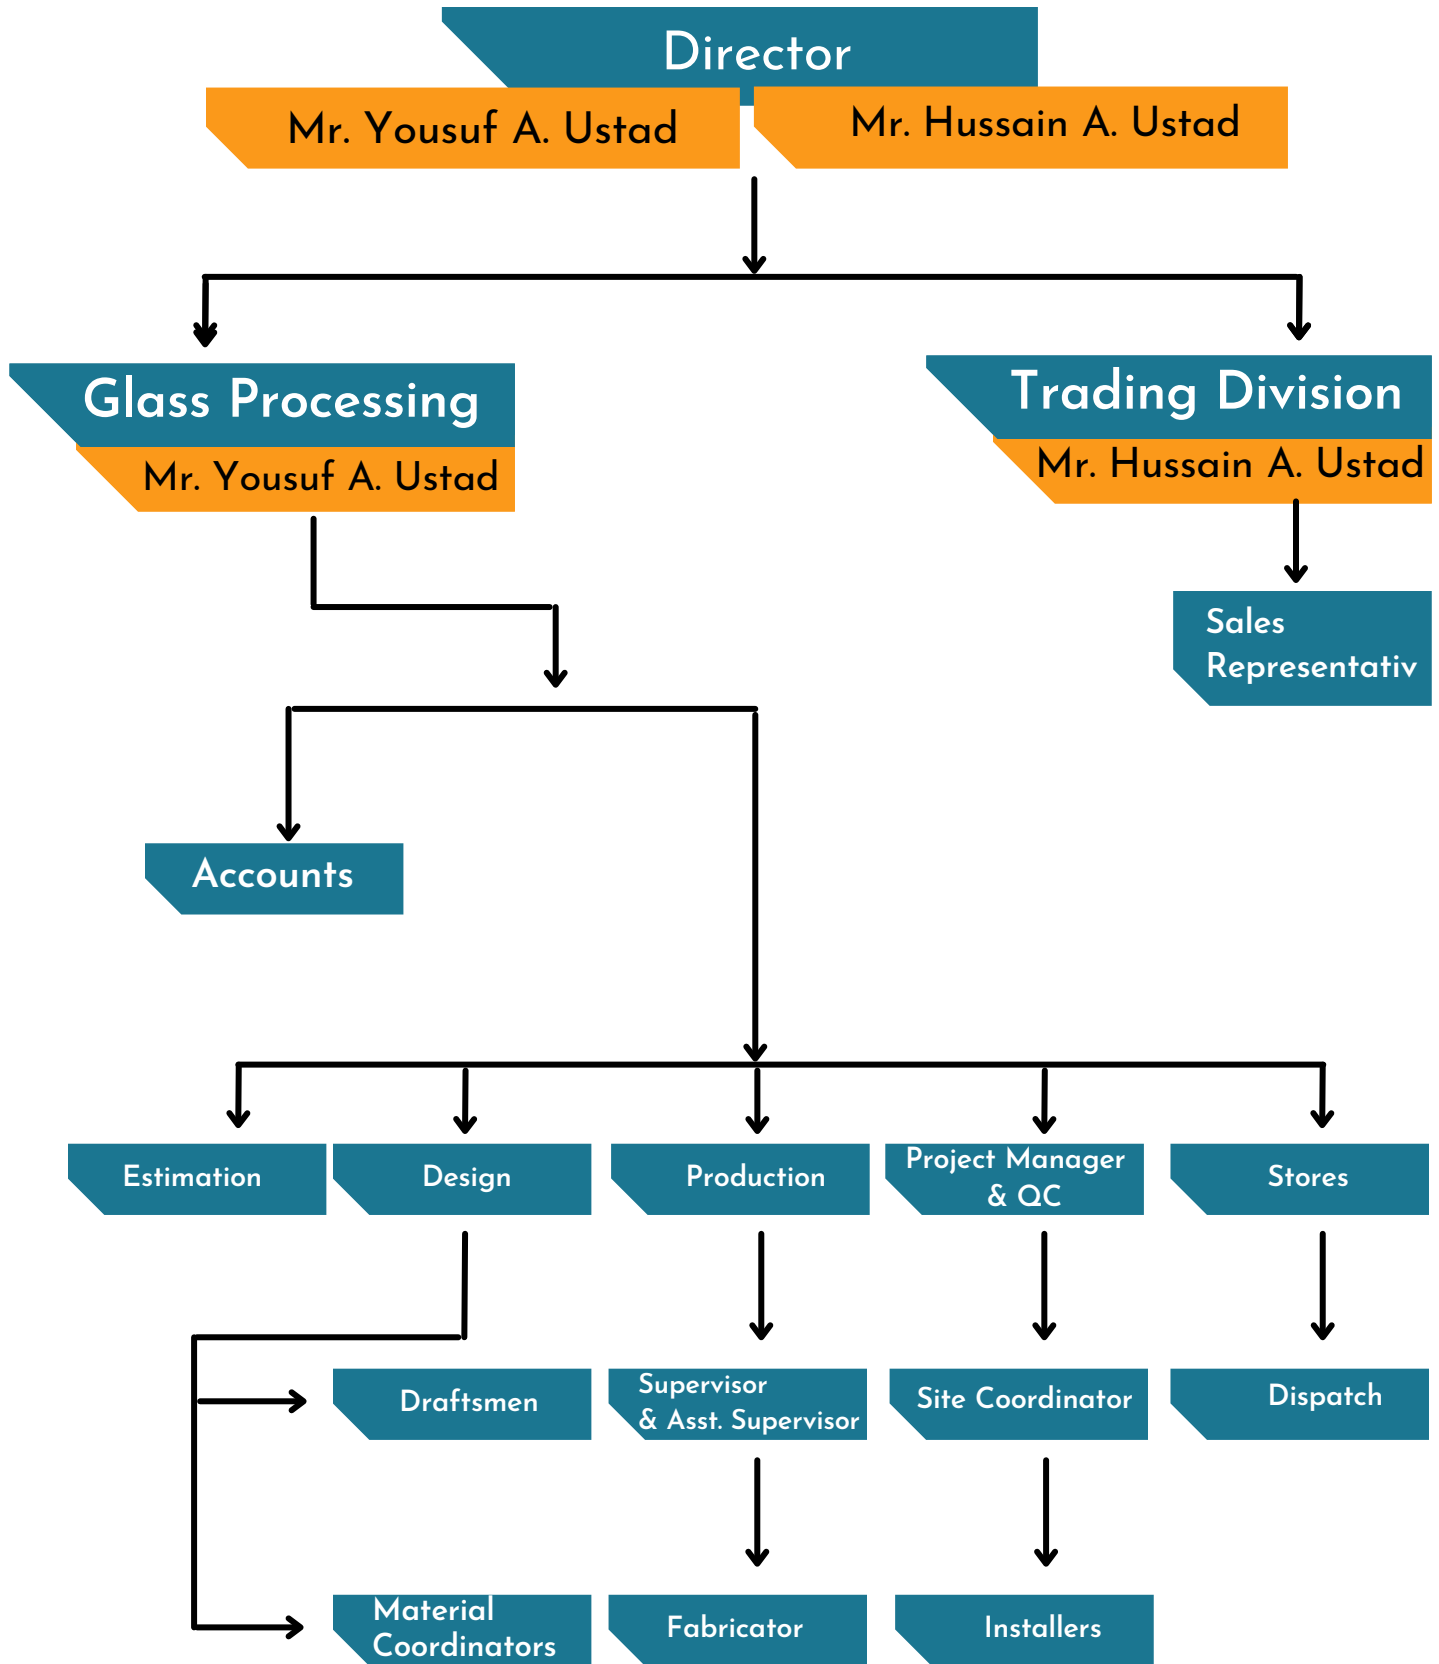 Director
Mr. Yousuf A. Ustad
Mr. Hussain A. Ustad
Glass Processing
Mr. Yousuf A. Ustad
Trading Division
Mr. Hussain A. Ustad
Sales
Representativ
Accounts
Estimation
Design
Production
Project Manager
& QC
Stores
Draftsmen
Supervisor
& Asst. Supervisor
Site Coordinator
Dispatch
Material
Coordinators
Fabricator
Installers